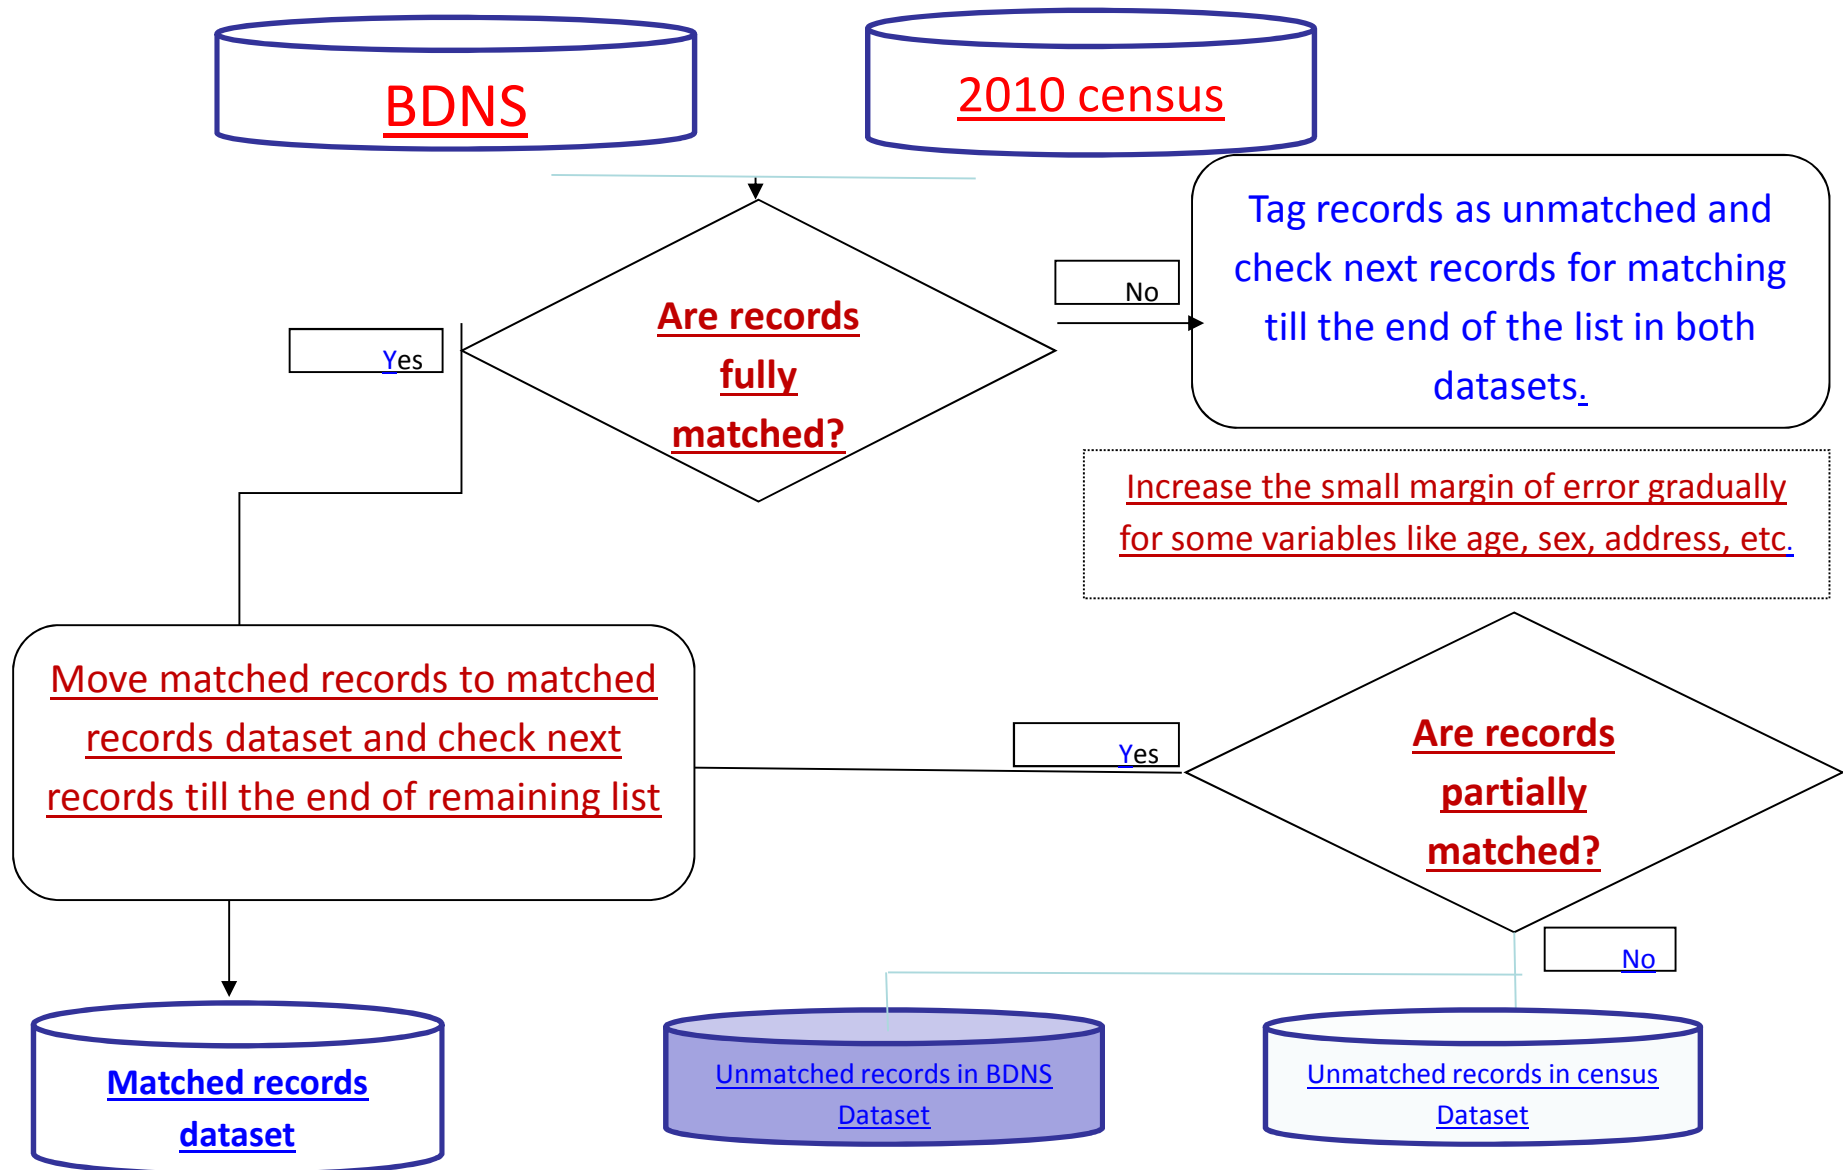 BDNS
2010 census
Tag records as unmatched and
check next records for matching
till the end of the list in both
datasets.
No
Are records
fully
matched?
Yes
Increase the small margin of error gradually
for some variables like age, sex, address, etc.
Move matched records to matched
records dataset and check next
records till the end of remaining list
Yes
Are records
partially
matched?
No
Matched records
dataset
Unmatched records in BDNS
Dataset
Unmatched records in census
Dataset